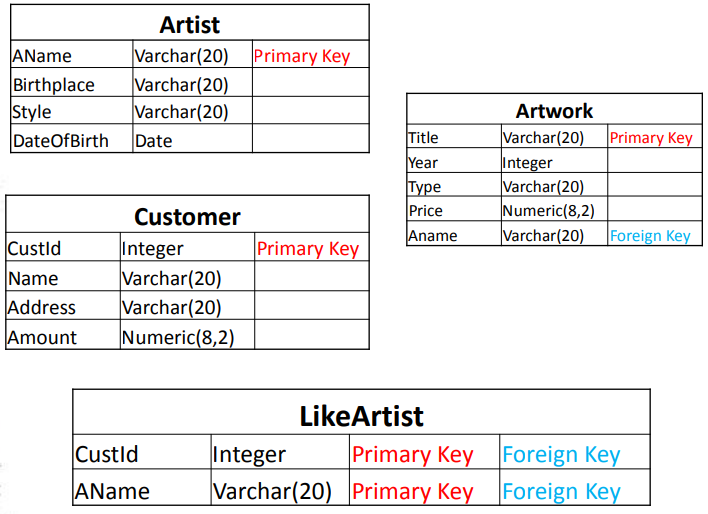 Artist
AName Varchar(20) Primary Key
Birthplace Varchar(20)
Style Varchar(20)
DateOfBirth Date
Artwork
Title Varchar(20) Primary Key
Year Integer
Type Varchar(20)
Price Numeric(8,2)
Aname Varchar(20) Foreign Key
Customer
CustId Integer Primary Key
Name Varchar(20)
Address Varchar(20)
Amount Numeric(8,2)
LikeArtist
CustId Integer Primary Key Foreign Key
AName Varchar(20) Primary Key Foreign Key